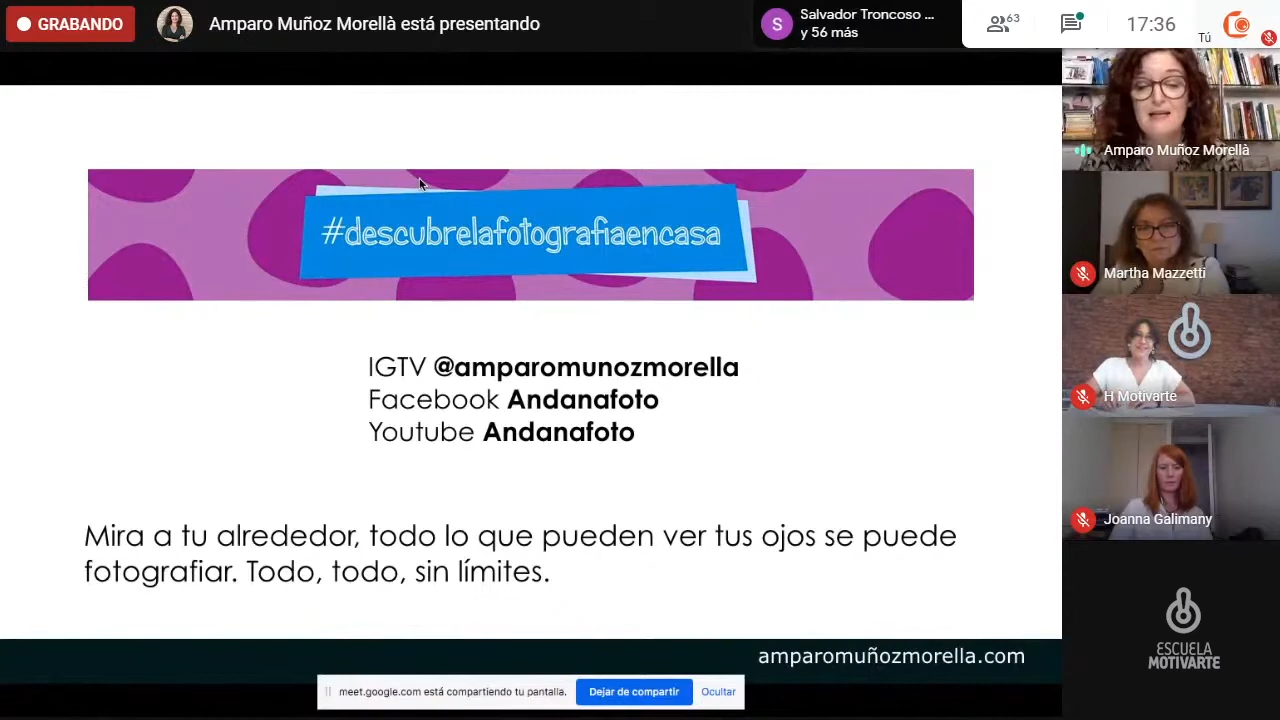 GRABANDO
Amparo Muñoz Morellà está presentando
S
Salvador Troncoso ...
y 56 más
63
17:36
Tú
Amparo Muñoz Morellà
#descubrelafotografiaencasa
Martha Mazzetti
IGTV @amparomunozmorella
Facebook Andanafoto
Youtube Andanafoto
H Motivarte
Mira a tu alrededor, todo lo que pueden ver tus ojos se puede
fotografiar. Todo, todo, sin límites.
Joanna Galimany
amparomuñozmorella.com
ESCUELA
MOTIVARTE
meet.google.com está compartiendo tu pantalla.
Dejar de compartir
Ocultar